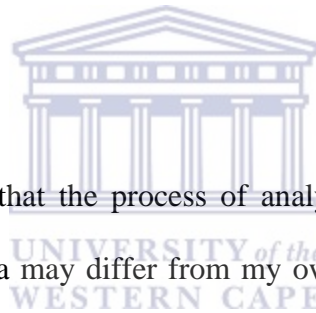 that the process of analy
UNIVERSITY of the
a may differ from my ow
WESTERN CAPE